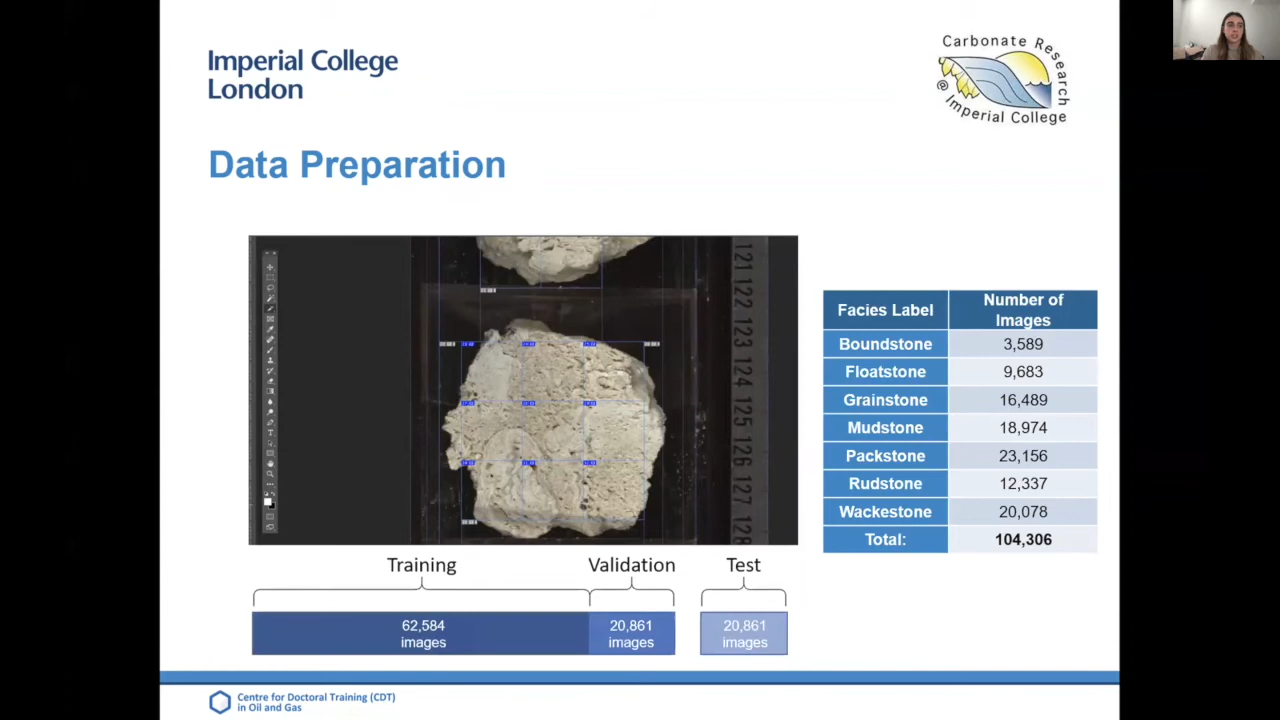 Imperial College
London
Carbonate Research
@ Imperial College
Data Preparation
121 122 123 124 125 126 127 128
Facies Label
Number of
Images
Boundstone
3,589
Floatstone
9,683
Grainstone
16,489
Mudstone
18,974
Packstone
23,156
Rudstone
12,337
Wackestone
20,078
Total:
104,306
Training
Validation
Test
62,584
images
20,861
images
20,861
images
Centre for Doctoral Training (CDT)
in Oil and Gas